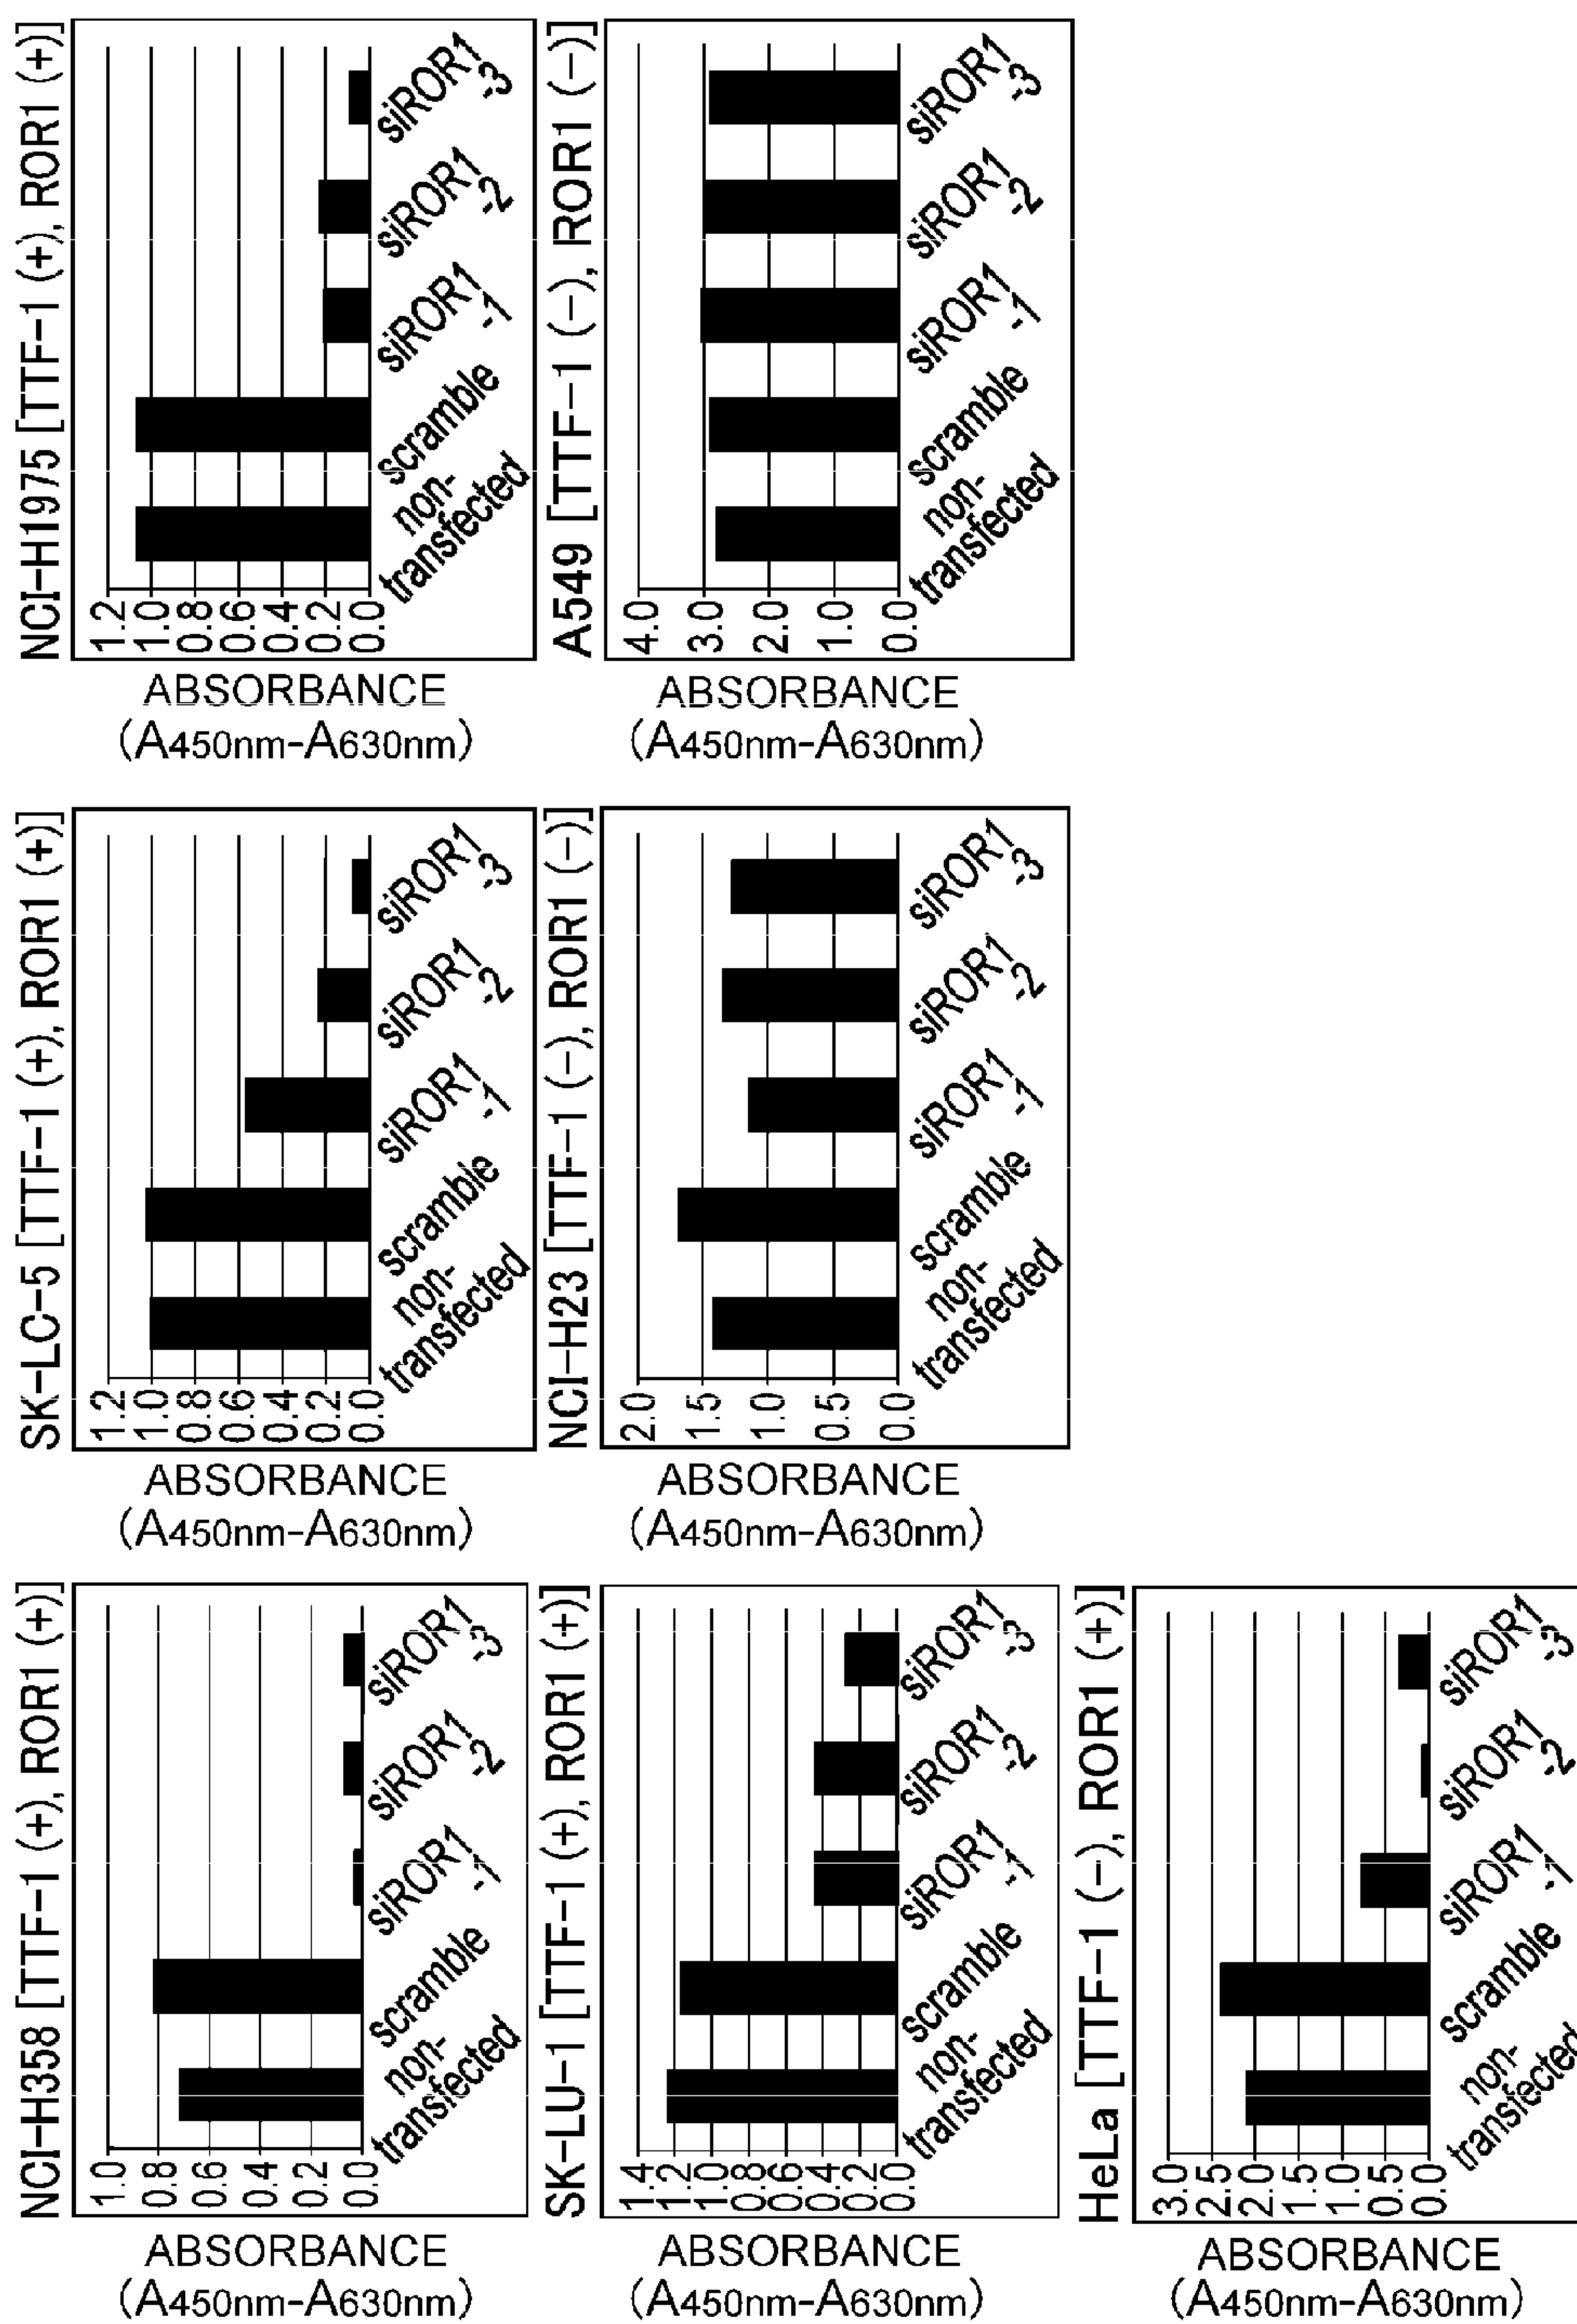 NCI-H358 [TTF-1 (+), ROR1 (+)]
ABSORBANCE
(A450nm-A630nm)
1.0
0.8
0.6
0.4
0.2
0.0
non-
transfected
scramble
siROR1
-1
siROR1
-2
siROR1
-3
SK-LC-5 [TTF-1 (+), ROR1 (+)]
ABSORBANCE
(A450nm-A630nm)
1.2
1.0
0.8
0.6
0.4
0.2
0.0
non-
transfected
scramble
siROR1
-1
siROR1
-2
siROR1
-3
NCI-H1975 [TTF-1 (+), ROR1 (+)]
ABSORBANCE
(A450nm-A630nm)
1.2
1.0
0.8
0.6
0.4
0.2
0.0
non-
transfected
scramble
siROR1
-1
siROR1
-2
siROR1
-3
SK-LU-1 [TTF-1 (+), ROR1 (+)]
ABSORBANCE
(A450nm-A630nm)
1.4
1.2
1.0
0.8
0.6
0.4
0.2
0.0
non-
transfected
scramble
siROR1
-1
siROR1
-2
siROR1
-3
NCI-H23 [TTF-1 (-), ROR1 (-)]
ABSORBANCE
(A450nm-A630nm)
2.0
1.5
1.0
0.5
0.0
non-
transfected
scramble
siROR1
-1
siROR1
-2
siROR1
-3
A549 [TTF-1 (-), ROR1 (-)]
ABSORBANCE
(A450nm-A630nm)
4.0
3.0
2.0
1.0
0.0
non-
transfected
scramble
siROR1
-1
siROR1
-2
siROR1
-3
HeLa [TTF-1 (-), ROR1 (+)]
ABSORBANCE
(A450nm-A630nm)
3.0
2.5
2.0
1.5
1.0
0.5
0.0
non-
transfected
scramble
siROR1
-1
siROR1
-2
siROR1
-3